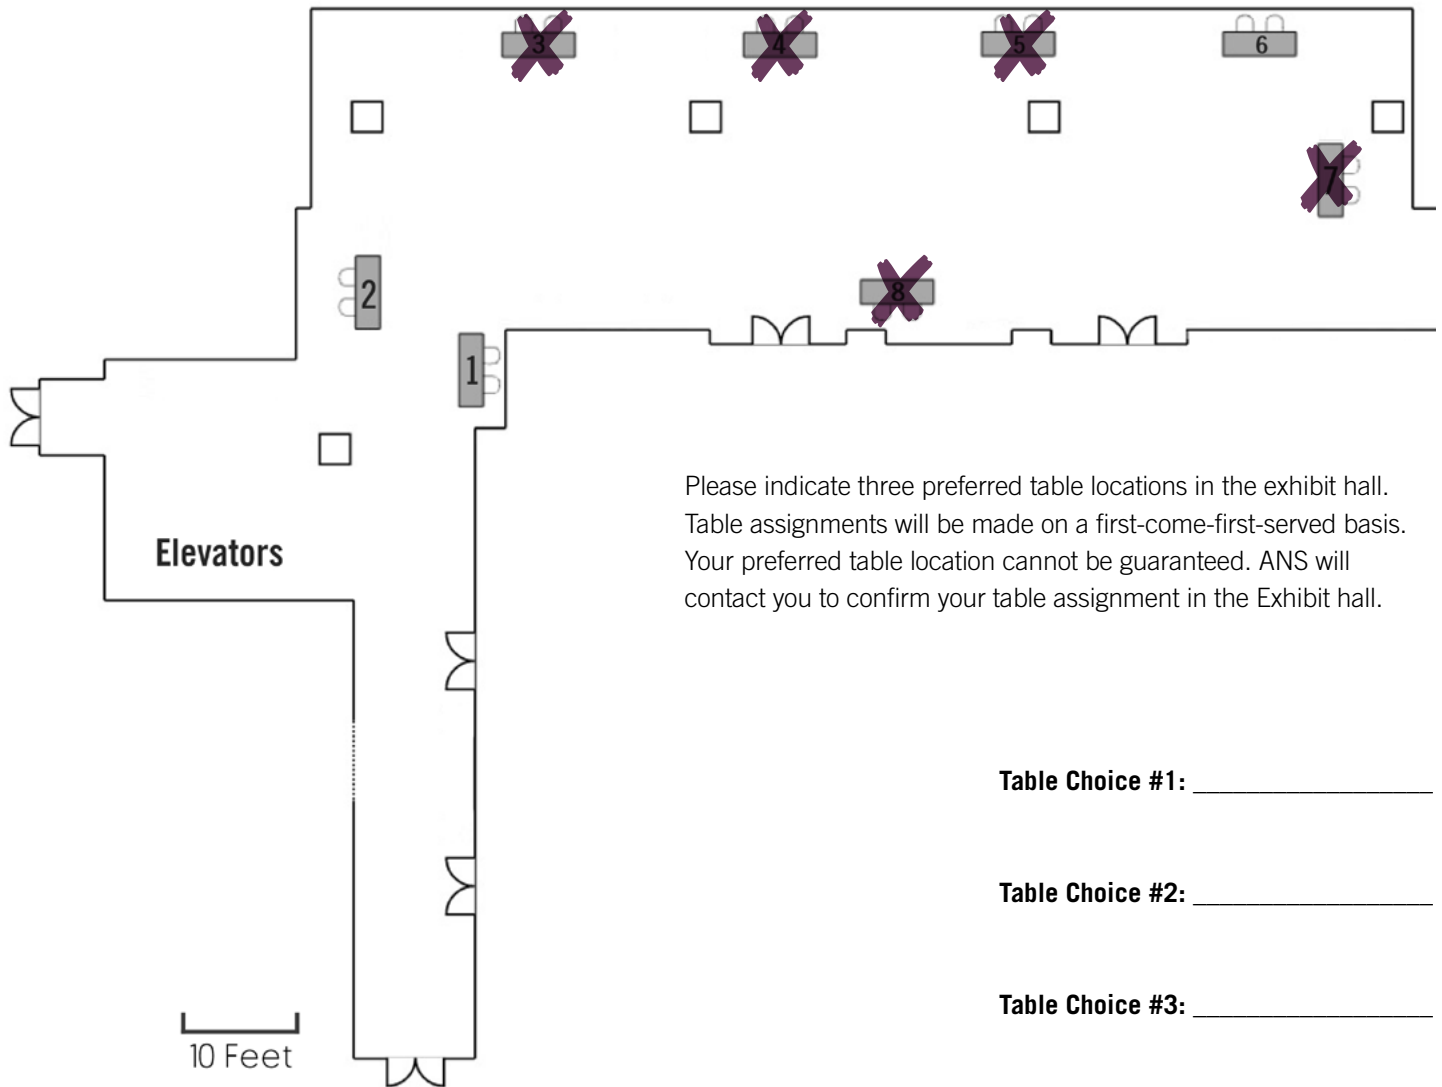 3
4
5
6
7
8
2
1
Elevators
Please indicate three preferred table locations in the exhibit hall.
Table assignments will be made on a first-come-first-served basis.
Your preferred table location cannot be guaranteed. ANS will
contact you to confirm your table assignment in the Exhibit hall.
Table Choice #1: ___________________
Table Choice #2: ___________________
Table Choice #3: ___________________
10 Feet